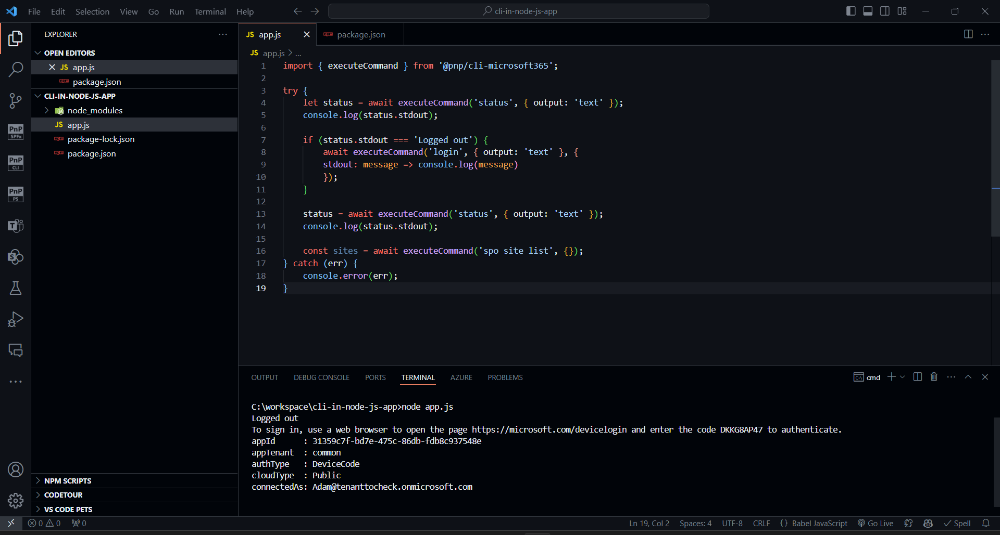 File Edit Selection View Go Run Terminal Help
cli-in-node-js-app
EXPLORER
OPEN EDITORS
JS app.js
package.json
CLI-IN-NODE-JS-APP
node_modules
JS app.js
package-lock.json
package.json
NPM SCRIPTS
CODETOUR
VS CODE PETS
PnP SPFx
PnP CLI
PnP PS
JS app.js
package.json
JS app.js > ...
1 import { executeCommand } from '@pnp/cli-microsoft365';
2
3 try {
4 let status = await executeCommand('status', { output: 'text' });
5 console.log(status.stdout);
6
7 if (status.stdout === 'Logged out') {
8 await executeCommand('login', { output: 'text' }, {
9 stdout: message => console.log(message)
10 });
11 }
12
13 status = await executeCommand('status', { output: 'text' });
14 console.log(status.stdout);
15
16 const sites = await executeCommand('spo site list', {});
17 } catch (err) {
18 console.error(err);
19 }
OUTPUT DEBUG CONSOLE PORTS TERMINAL AZURE PROBLEMS
cmd
C:\workspace\cli-in-node-js-app>node app.js
Logged out
To sign in, use a web browser to open the page https://microsoft.com/devicelogin and enter the code DKKG8AP47 to authenticate.
appId : 31359c7f-bd7e-475c-86db-fdb8c937548e
appTenant : common
authType : DeviceCode
cloudType : Public
connectedAs: Adam@tenanttocheck.onmicrosoft.com
0 0 0
Ln 19, Col 2 Spaces: 4 UTF-8 CRLF {} Babel JavaScript Go Live Spell